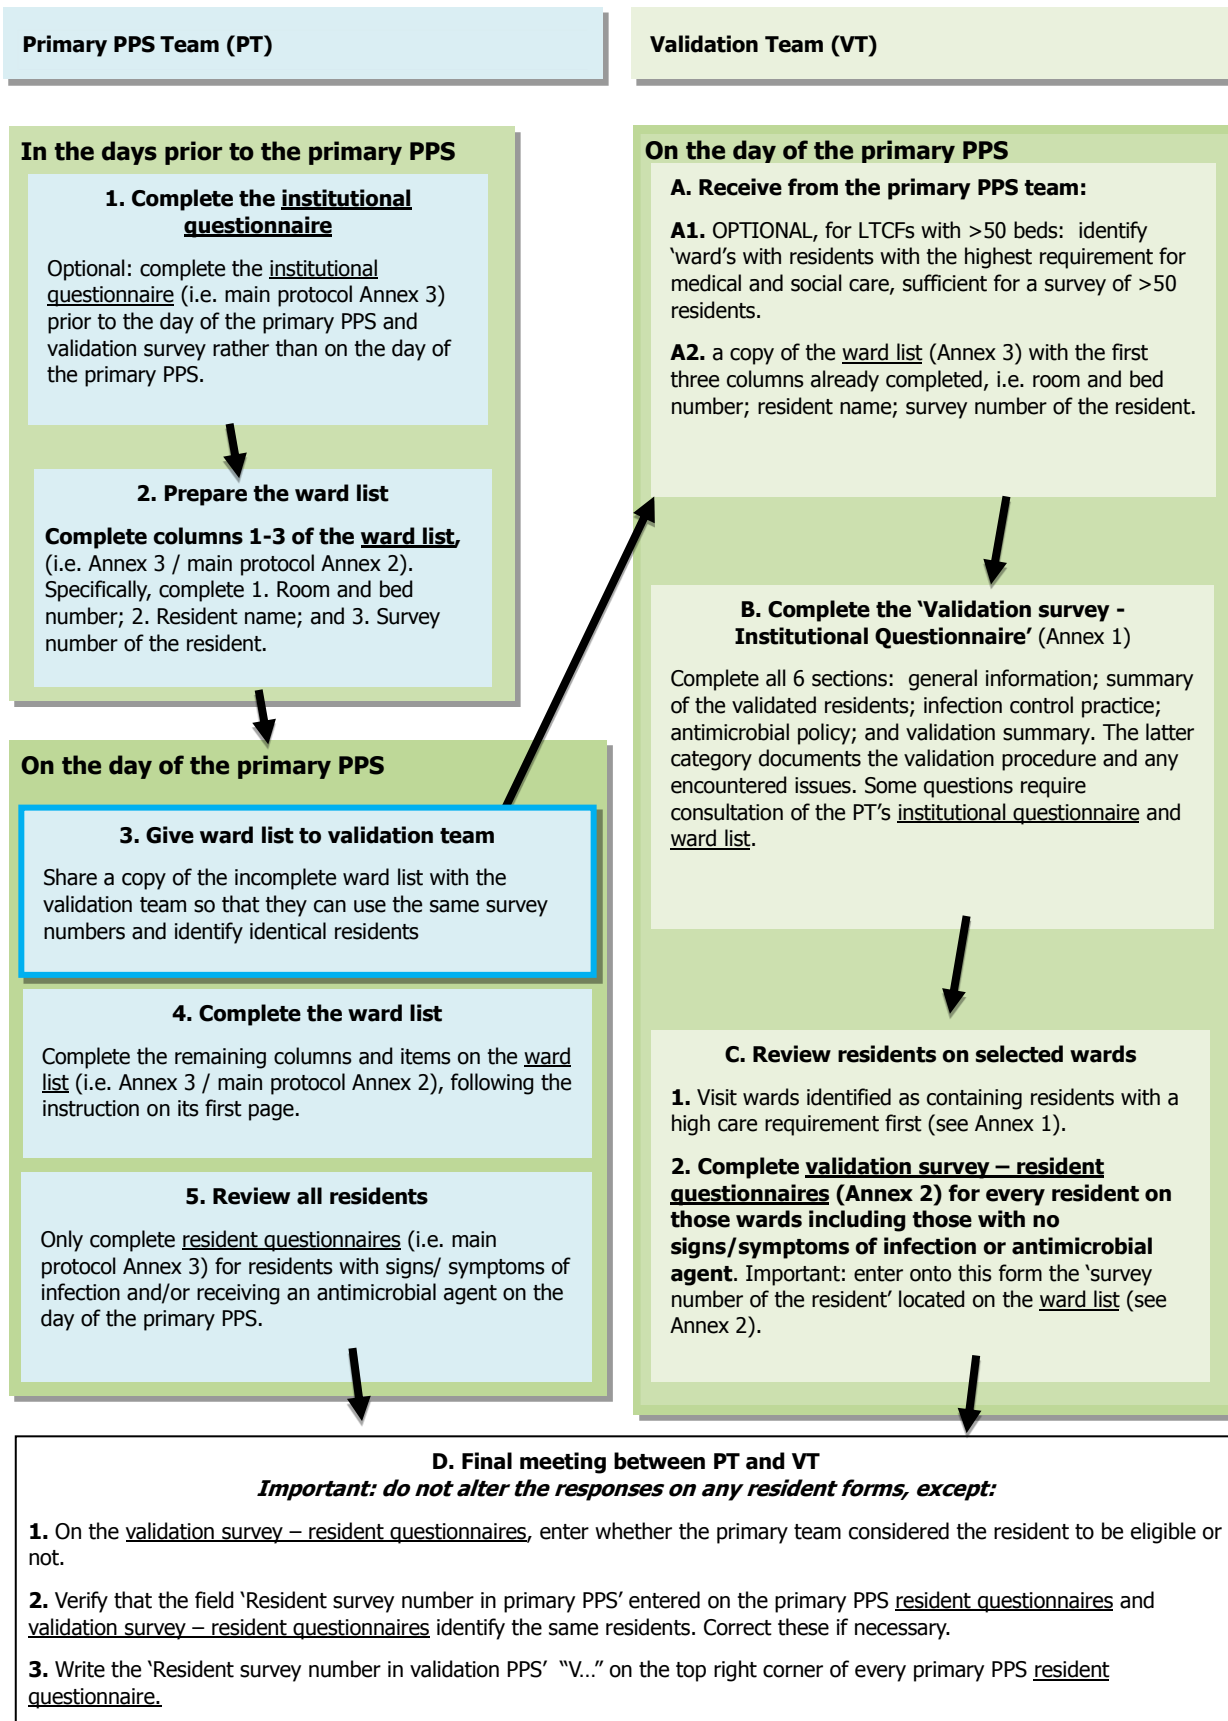 Primary PPS Team (PT)
Validation Team (VT)
In the days prior to the primary PPS
1. Complete the institutional
questionnaire
Optional: complete the institutional
questionnaire (i.e. main protocol Annex 3)
prior to the day of the primary PPS and
validation survey rather than on the day of
the primary PPS.
2. Prepare the ward list
Complete columns 1-3 of the ward list,
(i.e. Annex 3 / main protocol Annex 2).
Specifically, complete 1. Room and bed
number; 2. Resident name; and 3. Survey
number of the resident.
On the day of the primary PPS
3. Give ward list to validation team
Share a copy of the incomplete ward list with the
validation team so that they can use the same survey
numbers and identify identical residents
4. Complete the ward list
Complete the remaining columns and items on the ward
list (i.e. Annex 3 / main protocol Annex 2), following the
instruction on its first page.
5. Review all residents
Only complete resident questionnaires (i.e. main
protocol Annex 3) for residents with signs/ symptoms of
infection and/or receiving an antimicrobial agent on the
day of the primary PPS.
On the day of the primary PPS
A. Receive from the primary PPS team:
A1. OPTIONAL, for LTCFs with >50 beds: identify
‘ward’s with residents with the highest requirement for
medical and social care, sufficient for a survey of >50
residents.
A2. a copy of the ward list (Annex 3) with the first
three columns already completed, i.e. room and bed
number; resident name; survey number of the resident.
B. Complete the ‘Validation survey -
Institutional Questionnaire’ (Annex 1)
Complete all 6 sections: general information; summary
of the validated residents; infection control practice;
antimicrobial policy; and validation summary. The latter
category documents the validation procedure and any
encountered issues. Some questions require
consultation of the PT’s institutional questionnaire and
ward list.
C. Review residents on selected wards
1. Visit wards identified as containing residents with a
high care requirement first (see Annex 1).
2. Complete validation survey – resident
questionnaires (Annex 2) for every resident on
those wards including those with no
signs/symptoms of infection or antimicrobial
agent. Important: enter onto this form the ‘survey
number of the resident’ located on the ward list (see
Annex 2).
D. Final meeting between PT and VT
Important: do not alter the responses on any resident forms, except:
1. On the validation survey – resident questionnaires, enter whether the primary team considered the resident to be eligible or
not.
2. Verify that the field ‘Resident survey number in primary PPS’ entered on the primary PPS resident questionnaires and
validation survey – resident questionnaires identify the same residents. Correct these if necessary.
3. Write the ‘Resident survey number in validation PPS’ “V…” on the top right corner of every primary PPS resident
questionnaire.